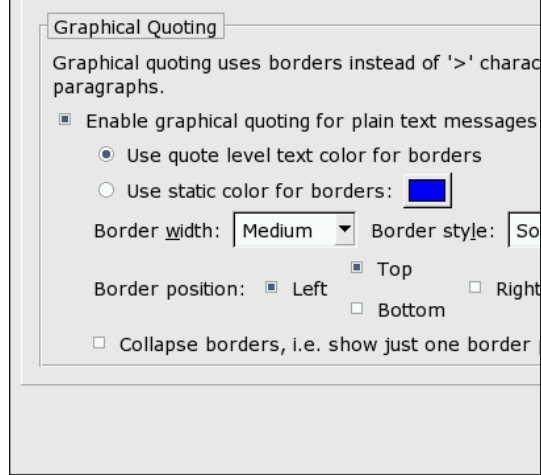 Graphical Quoting
Graphical quoting uses borders instead of '>' charac
paragraphs.
Enable graphical quoting for plain text messages
Use quote level text color for borders
Use static color for borders:
Border width: Medium Border style: So
Top
Border position: Left Right
Bottom
Collapse borders, i.e. show just one border